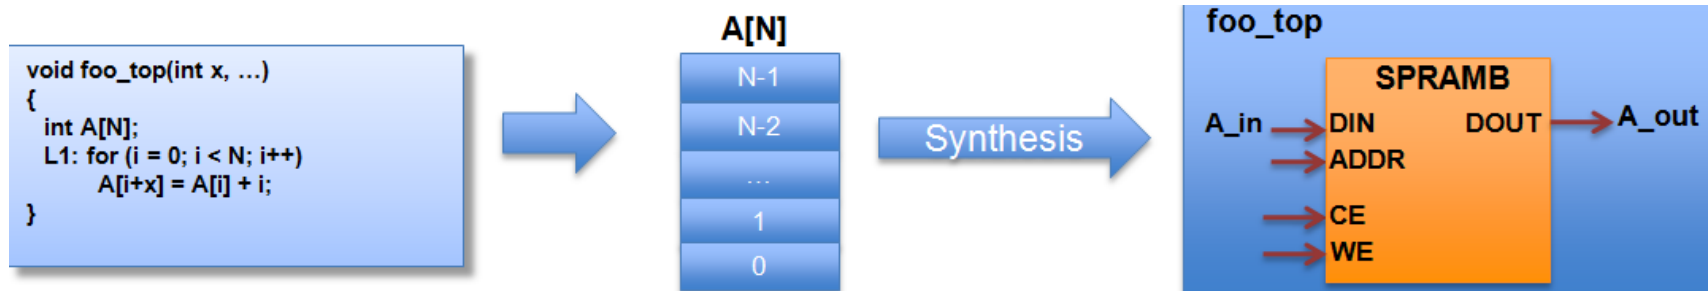 void foo_top(int x, …)
{
int A[N];
L1: for (i = 0; i < N; i++)
A[i+x] = A[i] + i;
}
A[N]
N-1
N-2
...
1
0
Synthesis
foo_top
SPRAMB
A_in
DIN
DOUT
A_out
ADDR
CE
WE